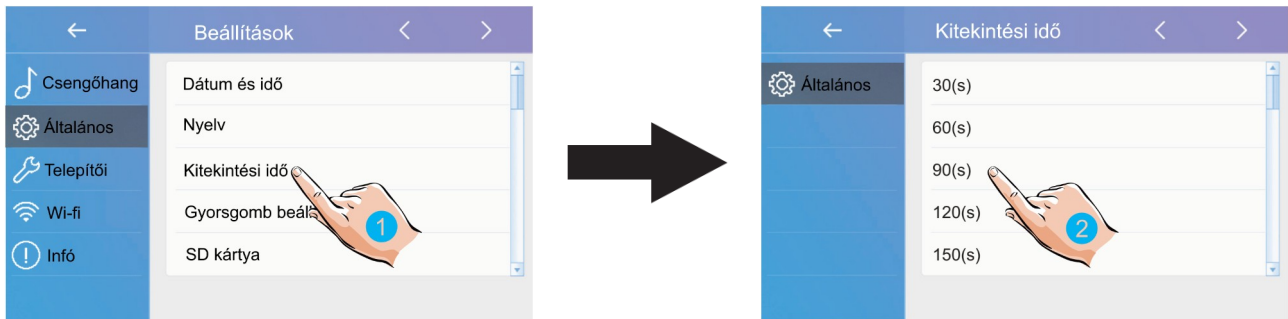 Beállítások
Csengőhang
Általános
Telepítői
Wi-fi
Infó
Dátum és idő
Nyelv
Kitekintési idő
Gyorsgomb
SD kártya
1
Kitekintési idő
Általános
30(s)
60(s)
90(s)
120(s)
150(s)
2